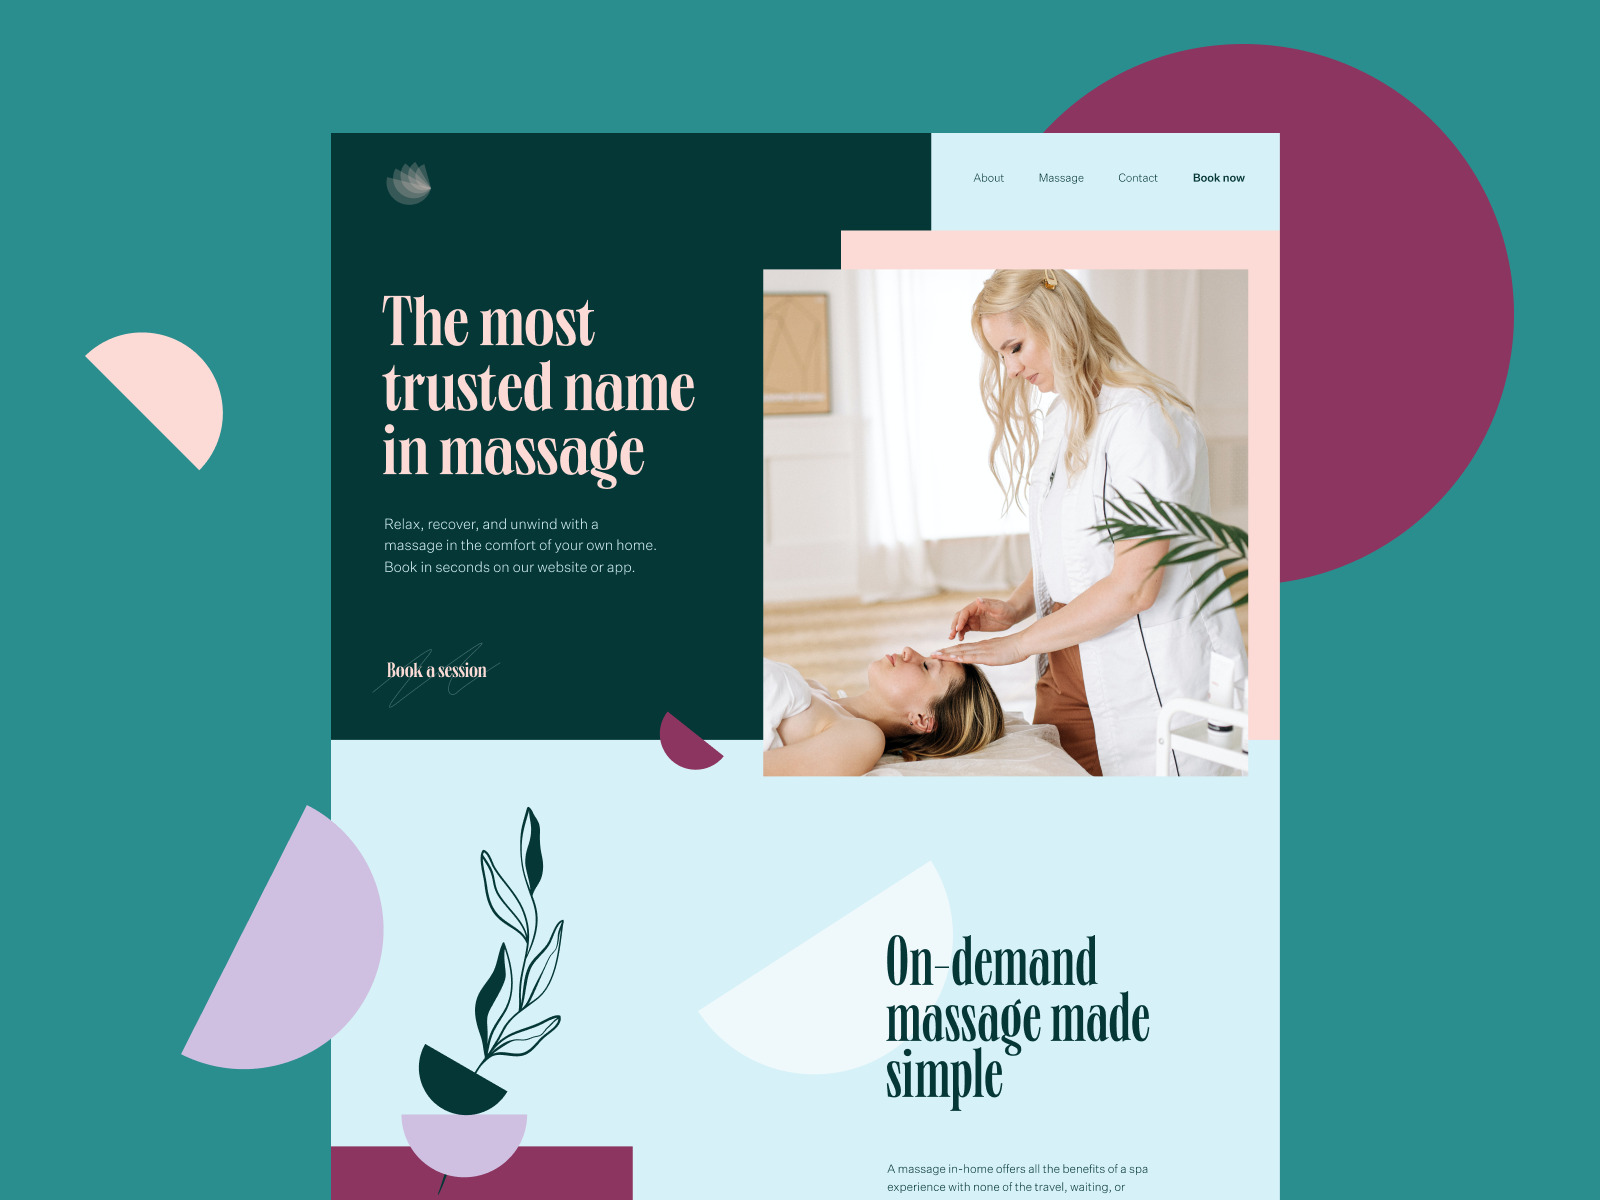 About Massage Contact Book now
The most
trusted name
in massage
Relax, recover, and unwind with a
massage in the comfort of your own home.
Book in seconds on our website or app.
Book a session
On-demand
massage made
simple
A massage in-home offers all the benefits of a spa
experience with none of the travel, waiting, or